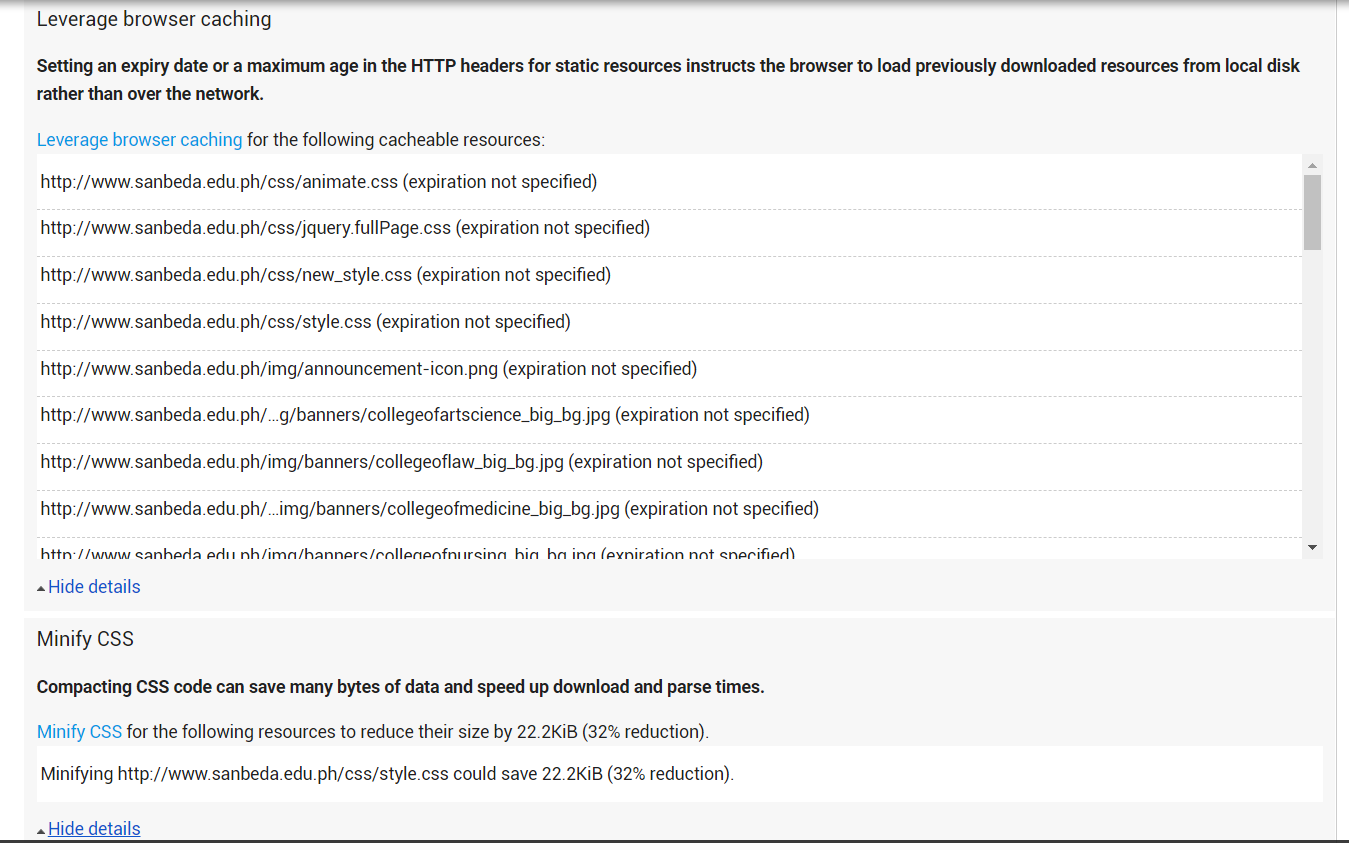 Leverage browser caching
Setting an expiry date or a maximum age in the HTTP headers for static resources instructs the browser to load previously downloaded resources from local disk
rather than over the network.
Leverage browser caching for the following cacheable resources:
http://www.sanbeda.edu.ph/css/animate.css (expiration not specified)
http://www.sanbeda.edu.ph/css/jquery.fullPage.css (expiration not specified)
http://www.sanbeda.edu.ph/css/new_style.css (expiration not specified)
http://www.sanbeda.edu.ph/css/style.css (expiration not specified)
http://www.sanbeda.edu.ph/img/announcement-icon.png (expiration not specified)
http://www.sanbeda.edu.ph/…g/banners/collegeofartscience_big_bg.jpg (expiration not specified)
http://www.sanbeda.edu.ph/img/banners/collegeoflaw_big_bg.jpg (expiration not specified)
http://www.sanbeda.edu.ph/…img/banners/collegeofmedicine_big_bg.jpg (expiration not specified)
http://www.sanbeda.edu.ph/img/banners/collegeofnursing_big_bg.jpg (expiration not specified)
Hide details
Minify CSS
Compacting CSS code can save many bytes of data and speed up download and parse times.
Minify CSS for the following resources to reduce their size by 22.2KiB (32% reduction).
Minifying http://www.sanbeda.edu.ph/css/style.css could save 22.2KiB (32% reduction).
Hide details